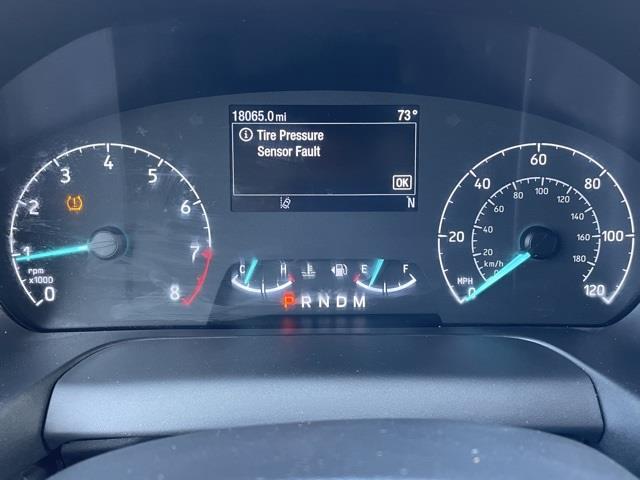 18065.0 mi 73°
Tire Pressure
Sensor Fault
OK
N
0 1 2 3 4 5 6 7 8
rpm
x1000
C H
E F
P R N D M
0 20 40 60 80 100 120
MPH
0 20 40 60 80 100 120 140 160 180
km/h